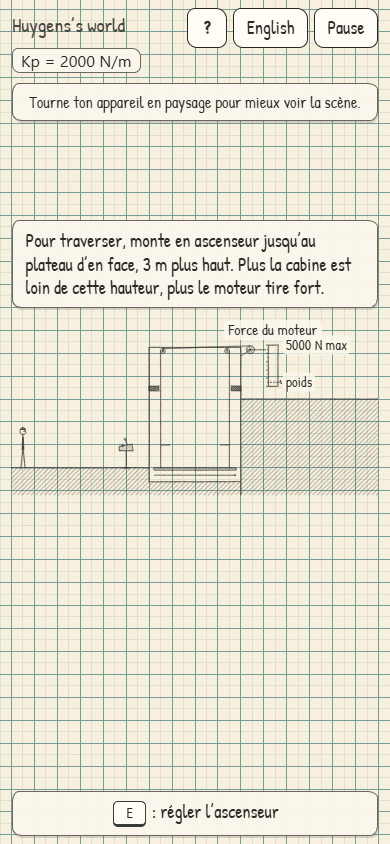 Huygens's world
?
English
Pause
Kp = 2000 N/m
Tourne ton appareil en paysage pour mieux voir la scène.
Pour traverser, monte en ascenseur jusqu'au
plateau d'en face, 3 m plus haut. Plus la cabine est
loin de cette hauteur, plus le moteur tire fort.
Force du moteur
5000 N max
poids
E : régler l'ascenseur